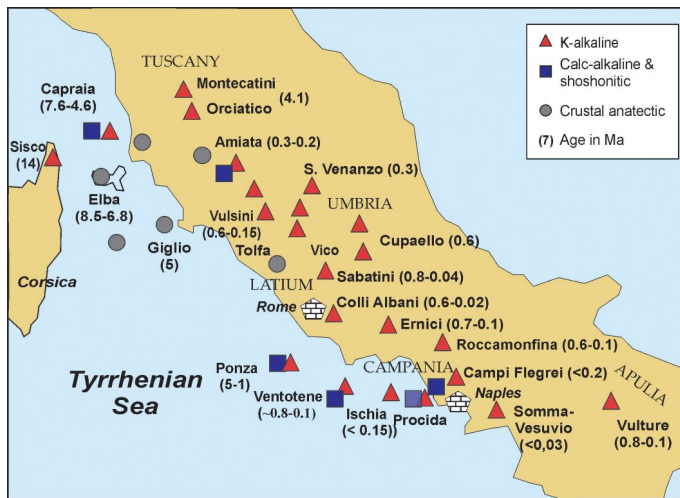 K-alkaline
Calc-alkaline &
shoshonitic
Crustal anatectic
(7) Age in Ma
TUSCANY
Montecatini
Orciatico
(4.1)
Capraia
(7.6-4.6)
Sisco
(14)
Amiata (0.3-0.2)
S. Venanzo (0.3)
Elba
(8.5-6.8)
UMBRIA
Vulsini
(0.6-0.15)
Giglio
(5)
Tolfa
Vico
Cupaello (0.6)
Corsica
Sabatini (0.8-0.04)
LATIUM
Rome
Colli Albani (0.6-0.02)
Ernici (0.7-0.1)
Roccamonfina (0.6-0.1)
Ponza
(5-1)
CAMPANIA
Campi Flegrei (<0.2)
APULIA
Tyrrhenian
Sea
Ventotene
(~0.8-0.1)
Ischia
(< 0.15))
Procida
Naples
Somma-
Vesuvio
(<0,03)
Vulture
(0.8-0.1)